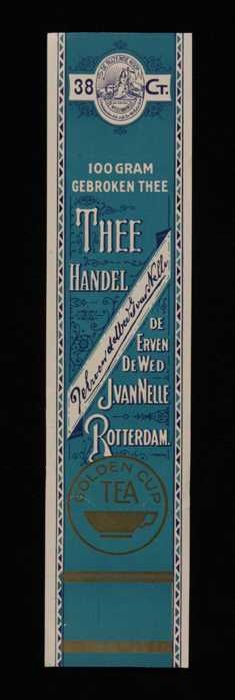 38 CT.
100 GRAM
GEBROKEN THEE
THEE
HANDEL
DE
ERVEN
DE WED
J VAN NELLE
ROTTERDAM.
GOLDEN CUP
TEA